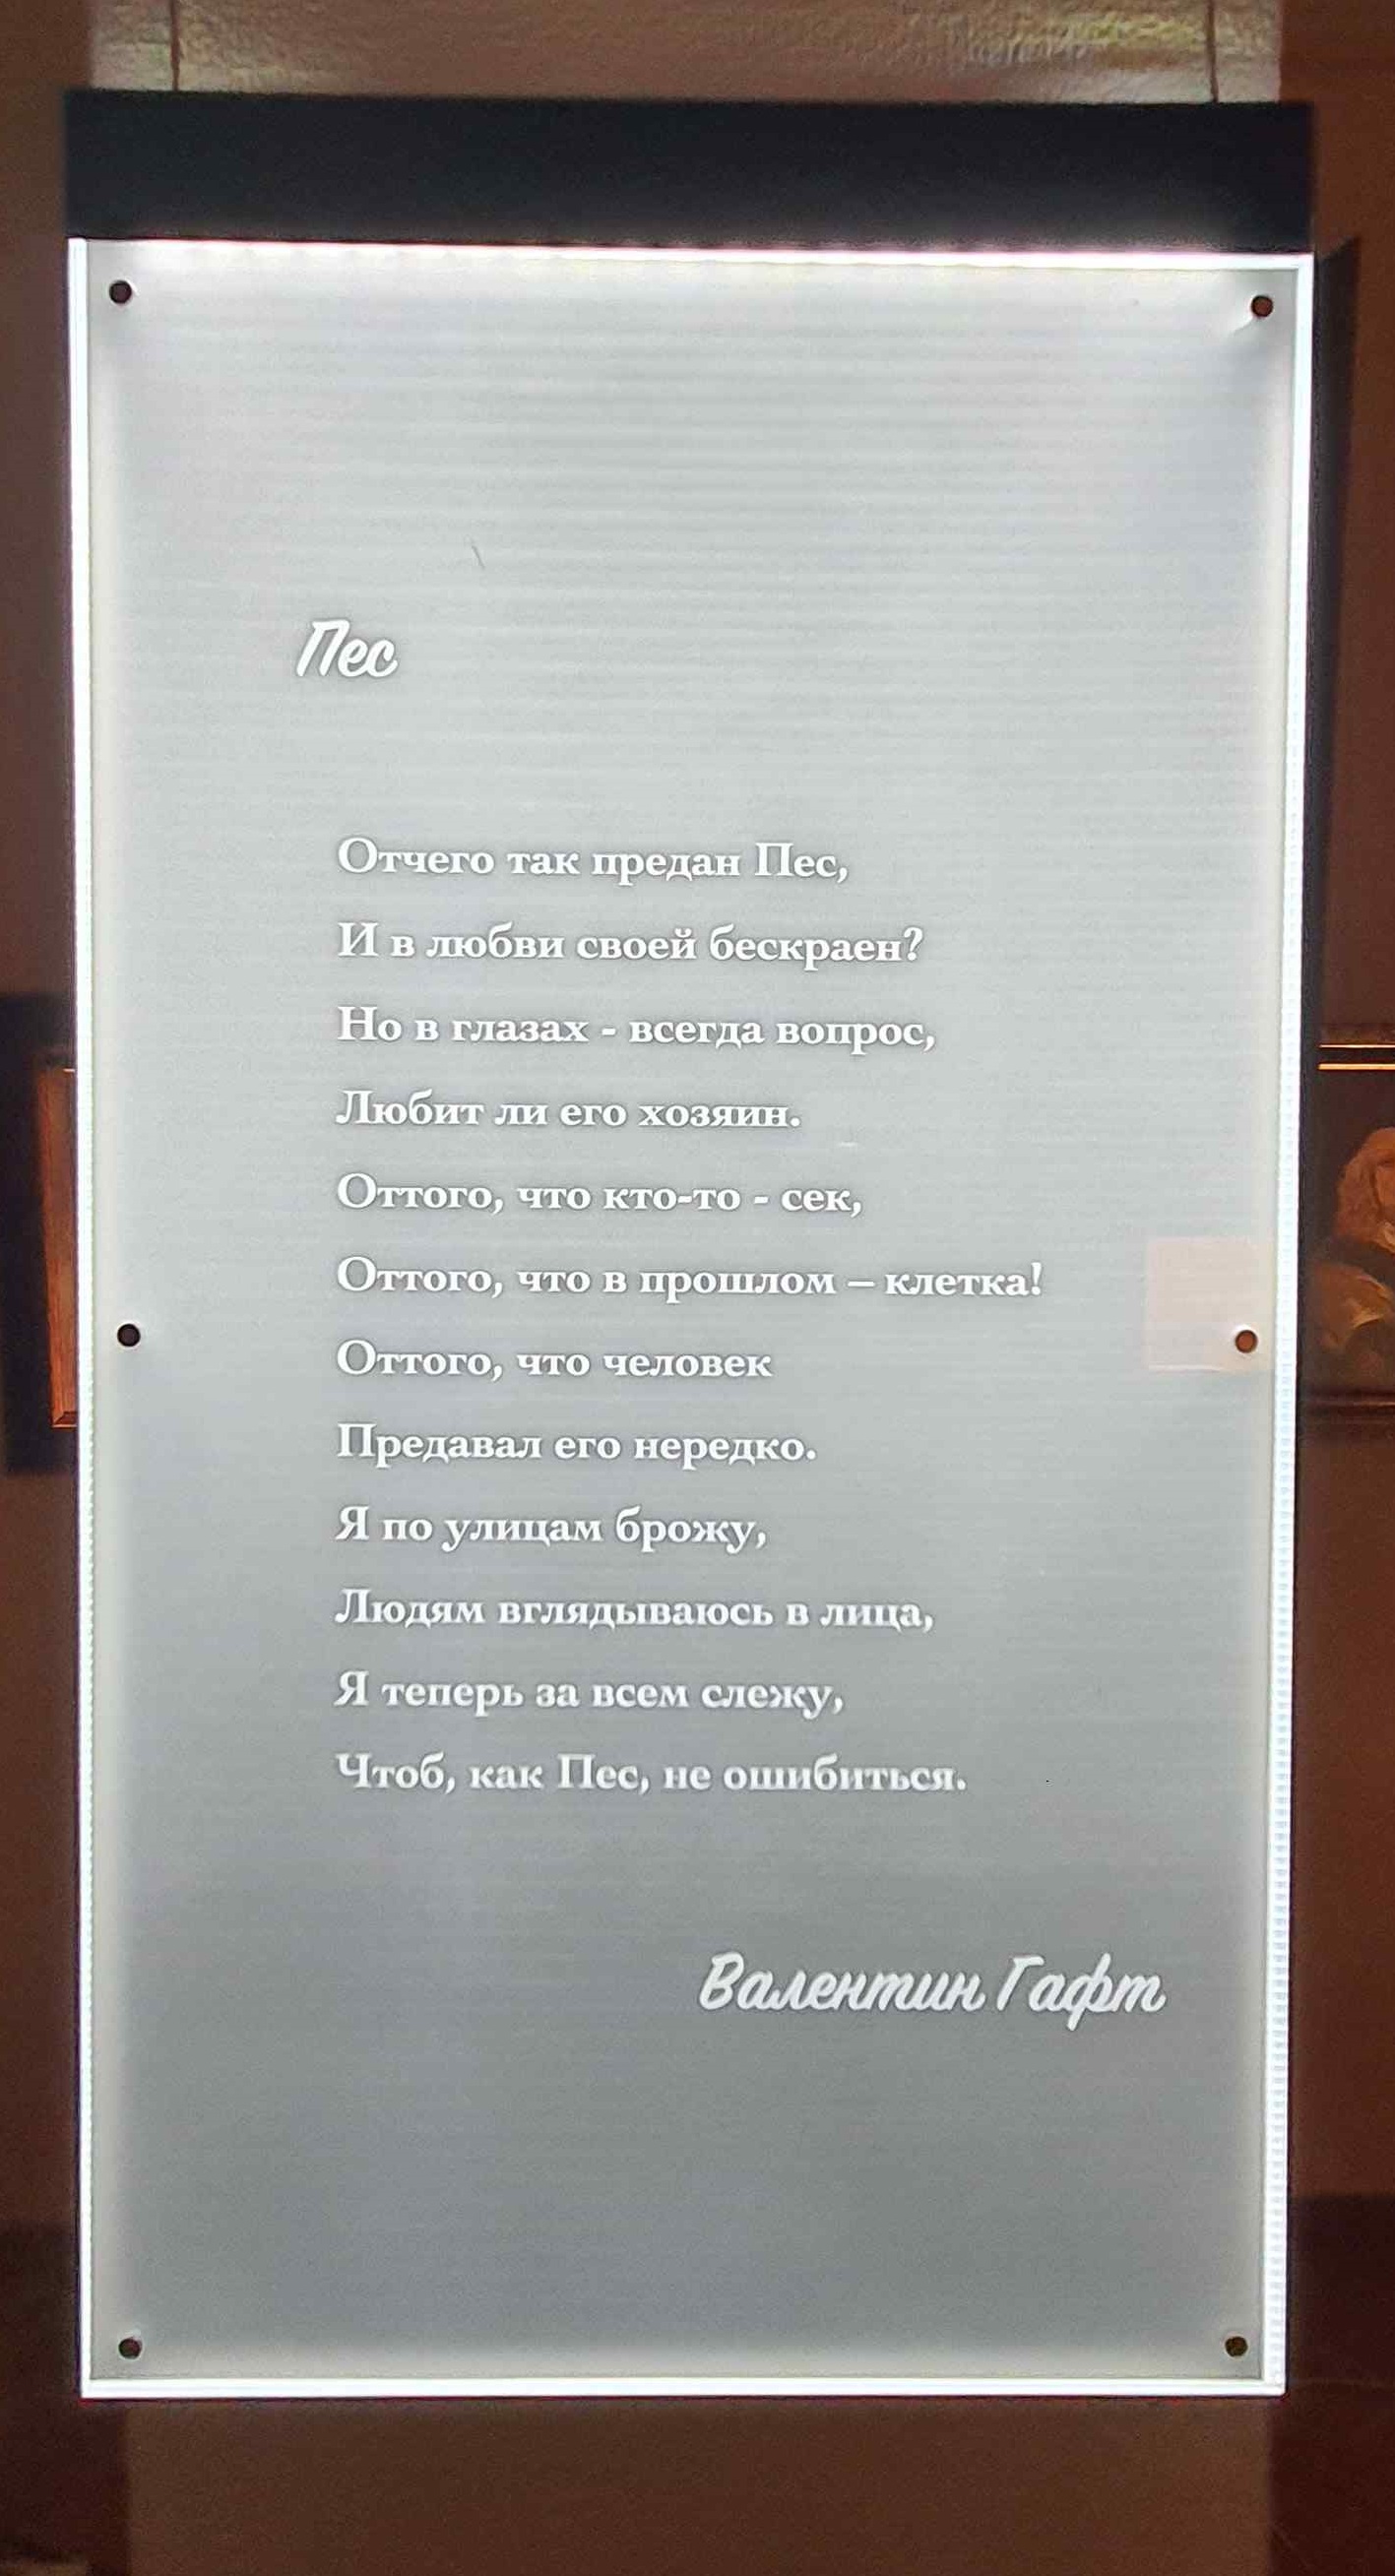 Пес
Отчего так предан Пес,
И в любви своей бескраен?
Но в глазах - всегда вопрос,
Любит ли его хозяин.
Оттого, что кто-то - сек,
Оттого, что в прошлом – клетка!
Оттого, что человек
Предавал его нередко.
Я по улицам брожу,
Людям вглядываюсь в лица,
Я теперь за всем слежу,
Чтоб, как Пес, не ошибиться.
Валентин Гафт